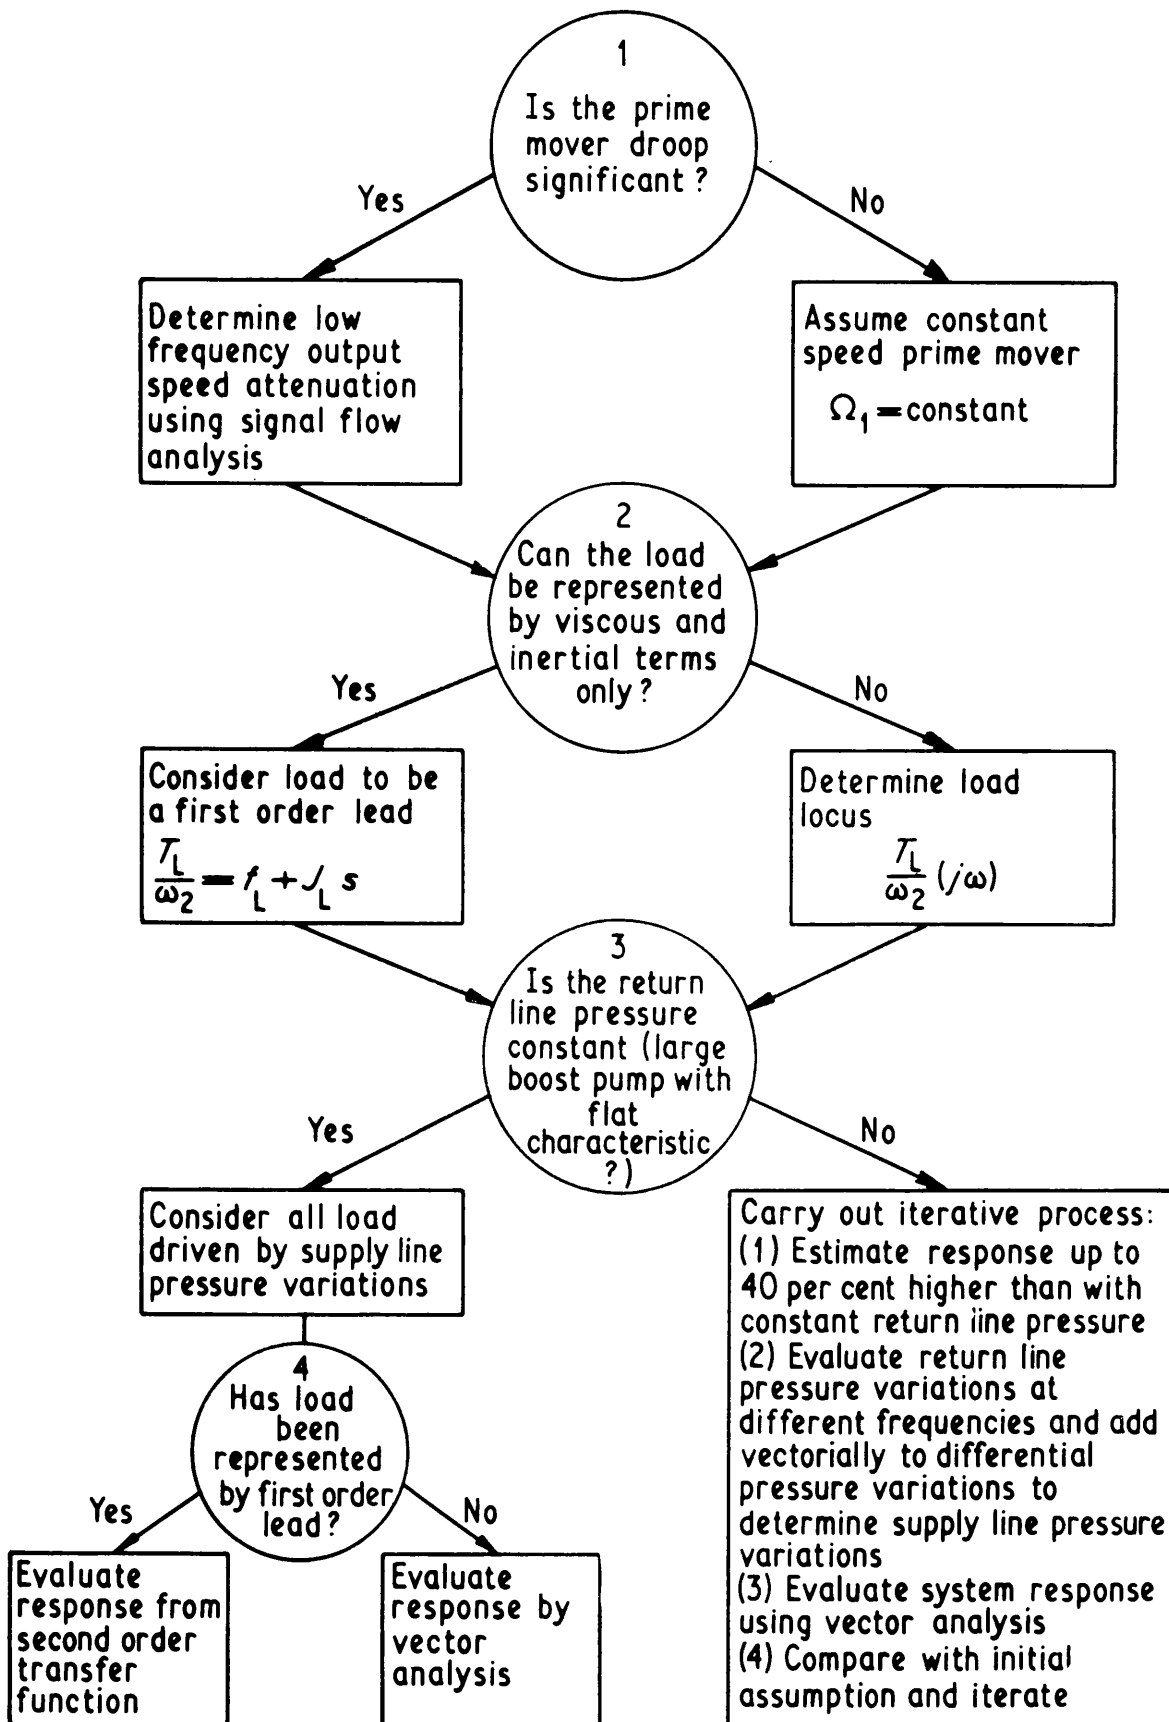 1
Is the prime
mover droop
significant?
Yes
No
Determine low
frequency output
speed attenuation
using signal flow
analysis
Assume constant
speed prime mover
Ω₁ = constant
2
Can the load
be represented
by viscous and
inertial terms
only?
Yes
No
Consider load to be
a first order lead
T_L/ω₂ = f_L + J_L s
Determine load
locus
T_L/ω₂ (jω)
3
Is the return
line pressure
constant (large
boost pump with
flat
characteristic
?)
Yes
No
Consider all load
driven by supply line
pressure variations
4
Has load
been
represented
by first order
lead?
Yes
No
Evaluate
response from
second order
transfer
function
Evaluate
response by
vector
analysis
Carry out iterative process:
(1) Estimate response up to
40 per cent higher than with
constant return line pressure
(2) Evaluate return line
pressure variations at
different frequencies and add
vectorially to differential
pressure variations to
determine supply line pressure
variations
(3) Evaluate system response
using vector analysis
(4) Compare with initial
assumption and iterate